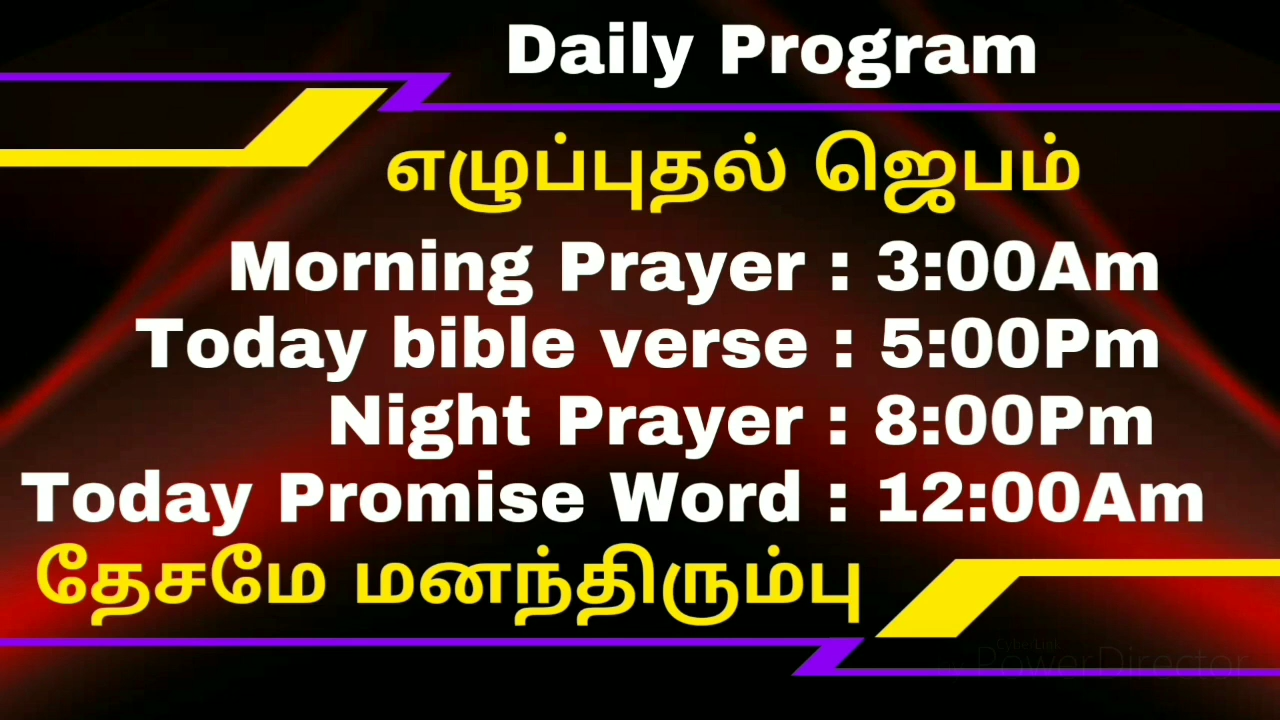 Daily Program
எழுப்புதல் ஜெபம்
Morning Prayer : 3:00Am
Today bible verse : 5:00Pm
Night Prayer : 8:00Pm
Today Promise Word : 12:00Am
தேசமே மனந்திரும்பு
CyberLink
PowerDirector